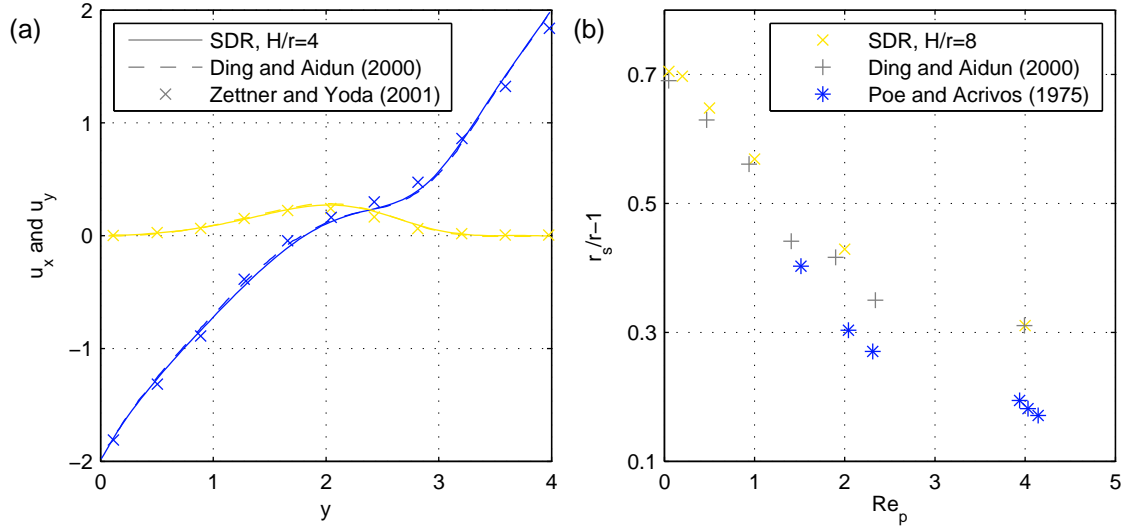 (a)
2
1
0
−1
−2
u_x and u_y
0
1
2
3
4
y
SDR, H/r=4
Ding and Aidun (2000)
Zettner and Yoda (2001)
(b)
0.7
0.5
0.3
0.1
r_s/r−1
0
1
2
3
4
5
Re_p
SDR, H/r=8
Ding and Aidun (2000)
Poe and Acrivos (1975)